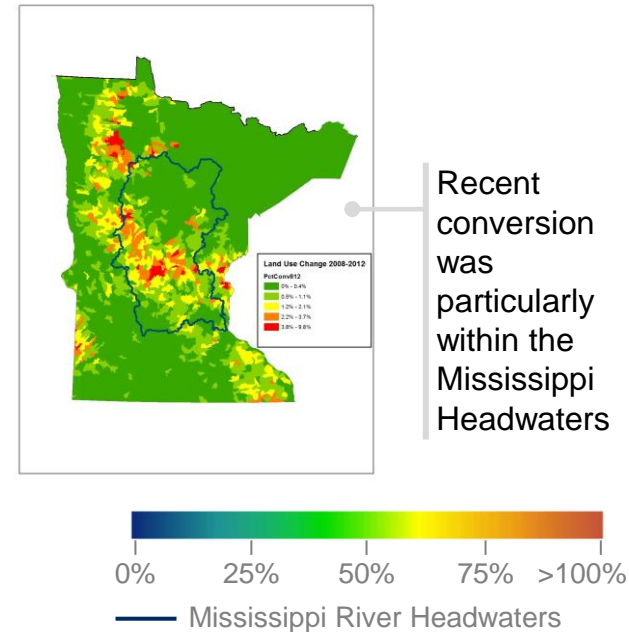 Land Use Change 2008-2012
PctConv812
0% - 0.4%
0.5% - 1.1%
1.2% - 2.1%
2.2% - 3.7%
3.8% - 9.8%
Recent
conversion
was
particularly
within the
Mississippi
Headwaters
0% 25% 50% 75% >100%
Mississippi River Headwaters